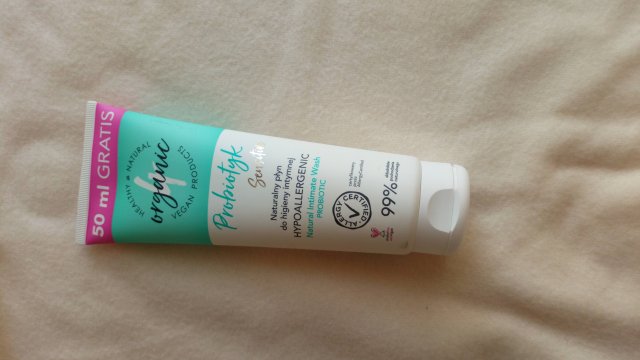 50 ml GRATIS
HEALTHY & NATURAL
organic
VEGAN PRODUCTS
Probiotyk
Sensitiv
Naturalny płyn
do higieny intymnej
HYPOALLERGENIC
Natural Intimate Wash
PROBIOTIC
ALLERGY CERTIFIED
99%